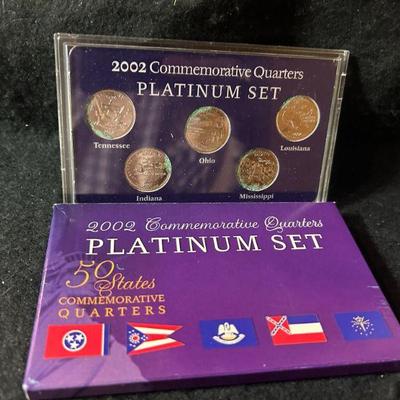 2002 Commemorative Quarters
PLATINUM SET
Tennessee
Ohio
Louisiana
Indiana
Mississippi
2002 Commemorative Quarters
PLATINUM SET
50
States
COMMEMORATIVE
QUARTERS